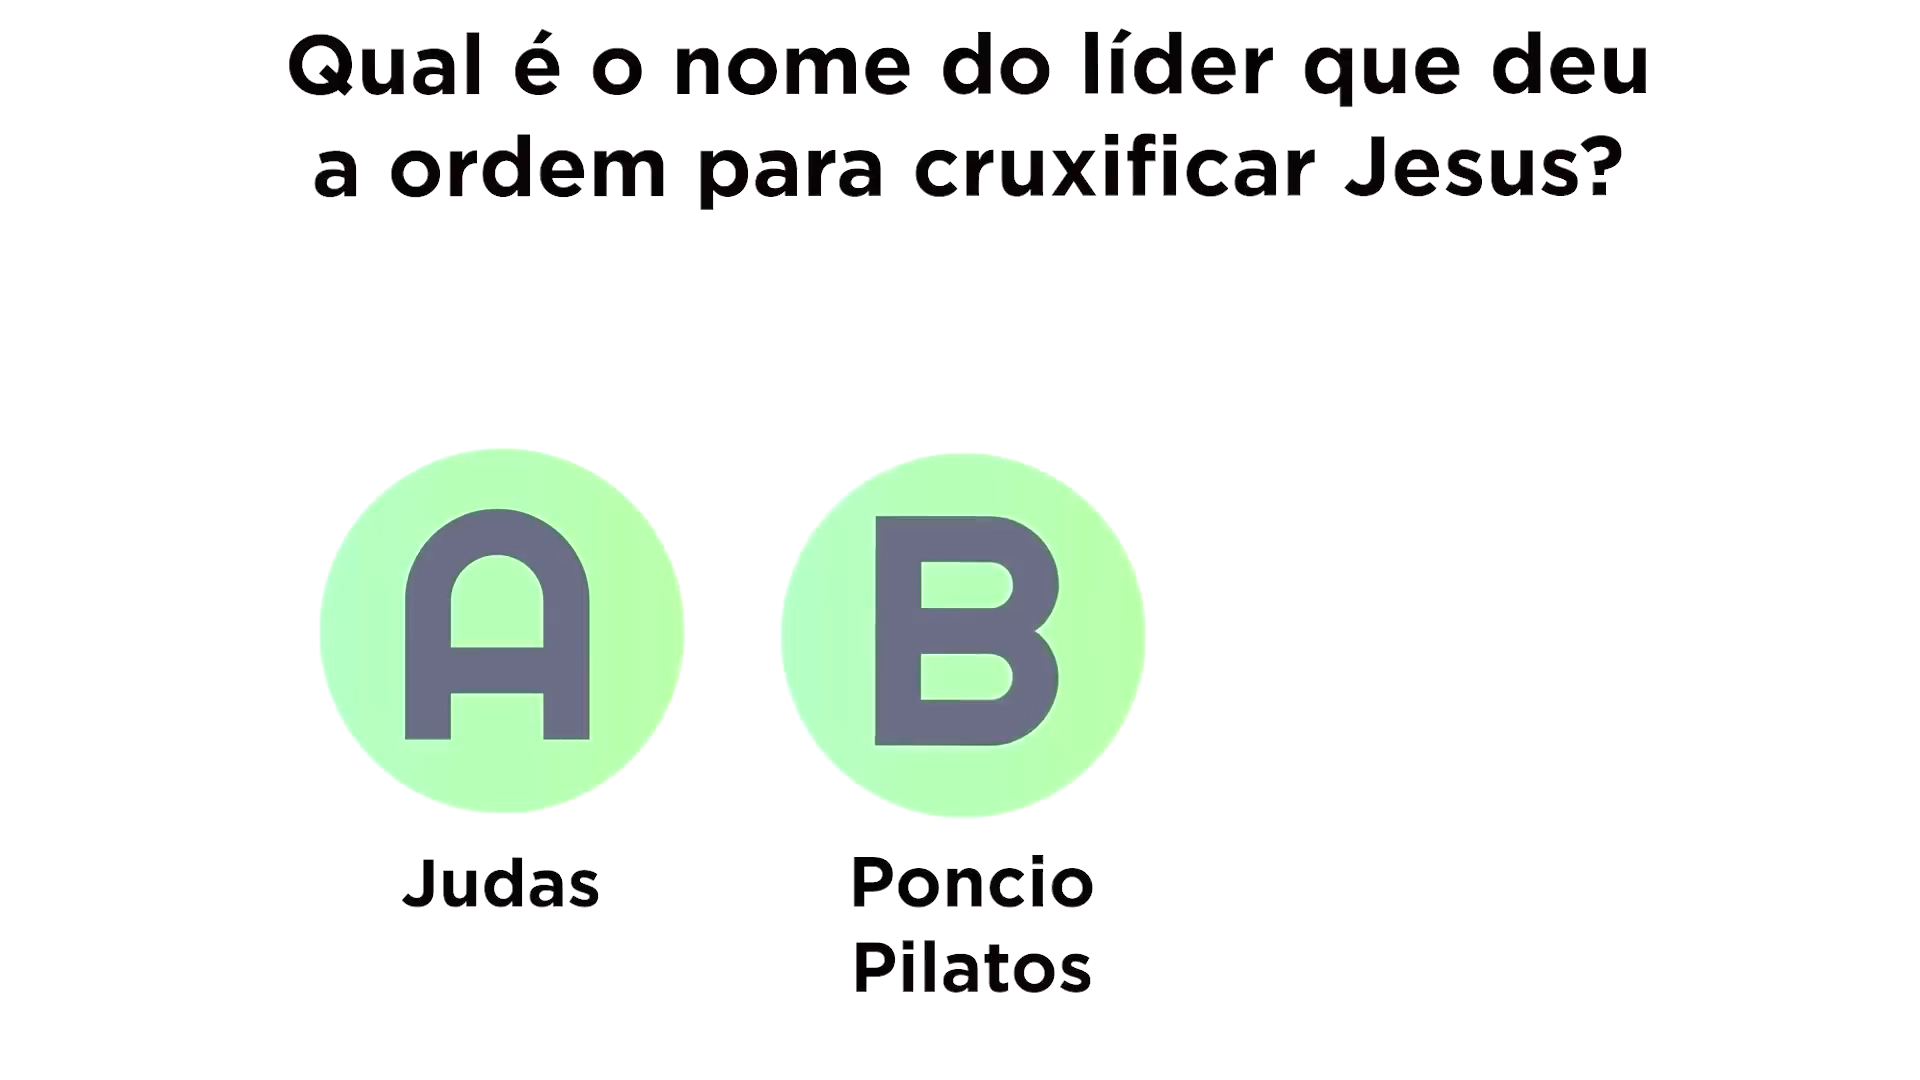 Qual é o nome do líder que deu
a ordem para cruxificar Jesus?
A
B
Judas
Poncio
Pilatos